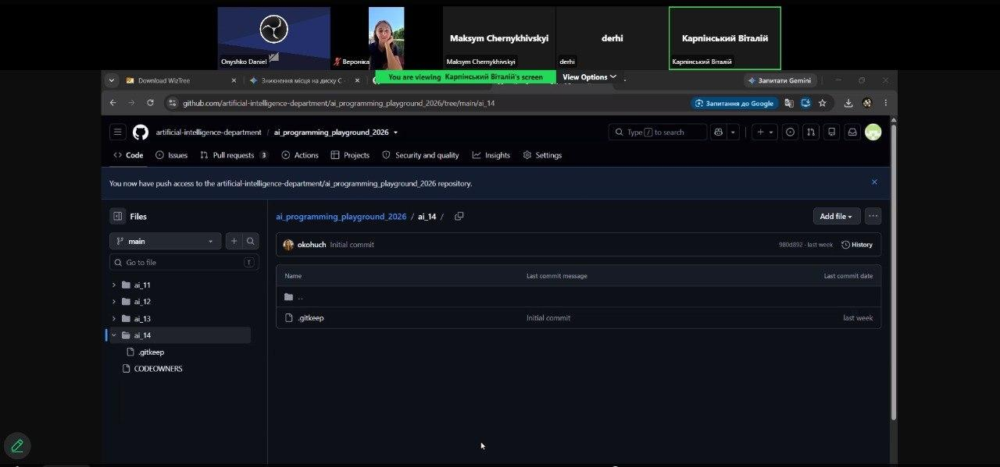 Maksym Chernykhivskyi
derhi
Карпінський Віталій
Onyshko Daniel
Вероніка
Maksym Chernykhivskyi
derhi
Карпінський Віталій
You are viewing Карпінський Віталій's screen
View Options
Download WizTree
Зникнення місця на диску С
Запитати Gemini
github.com/artificial-intelligence-department/ai_programming_playground_2026/tree/main/ai_14
Запитання до Google
artificial-intelligence-department / ai_programming_playground_2026
Type / to search
Code
Issues
Pull requests 3
Actions
Projects
Security and quality
Insights
Settings
You now have push access to the artificial-intelligence-department/ai_programming_playground_2026 repository.
Files
ai_programming_playground_2026 / ai_14 /
Add file
main
okohuch Initial commit
980d892 · last week
History
Go to file
T
Name
Last commit message
Last commit date
ai_11
ai_12
ai_13
ai_14
.gitkeep
CODEOWNERS
..
.gitkeep
Initial commit
last week